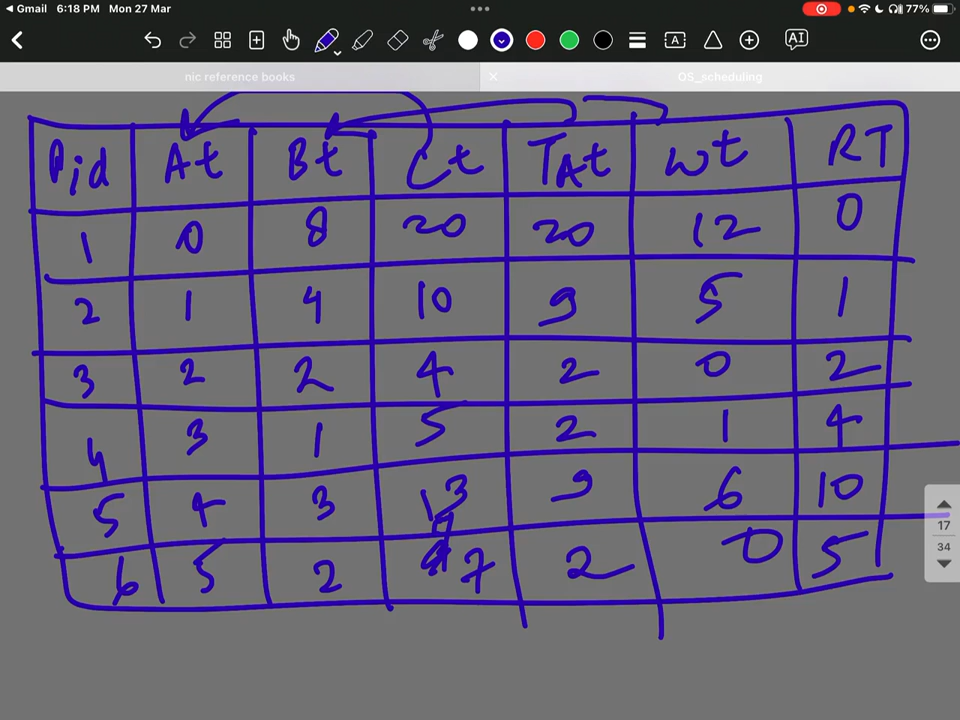 Gmail 6:18 PM Mon 27 Mar 77%
AI
nic reference books OS_scheduling
Pid At Bt Ct TAt wt RT
1 0 8 20 20 12 0
2 1 4 10 9 5 1
3 2 2 4 2 0 2
4 3 1 5 2 1 4
5 4 3 13 9 6 10
6 5 2 7 2 0 5
17
34